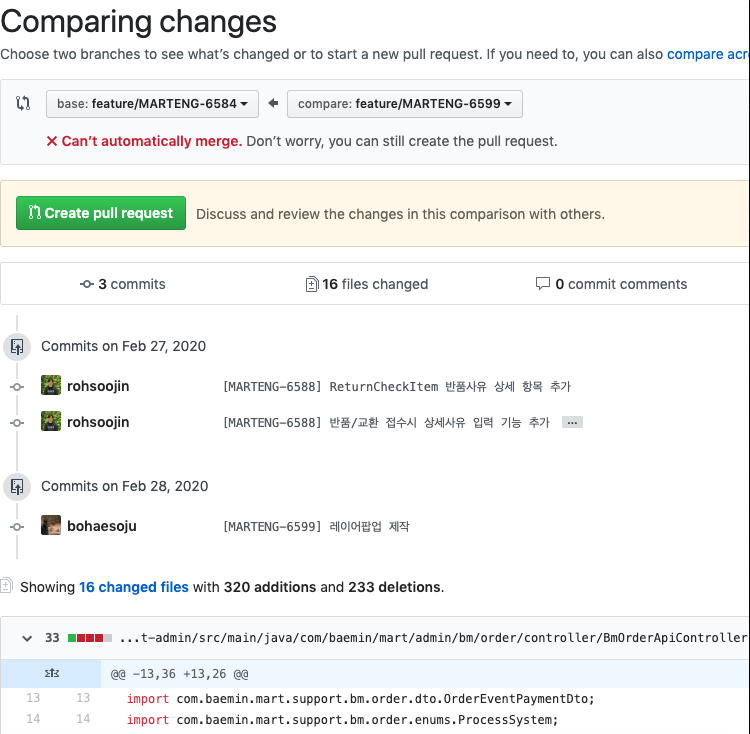 Comparing changes
Choose two branches to see what's changed or to start a new pull request. If you need to, you can also compare acr
base: feature/MARTENG-6584 compare: feature/MARTENG-6599
Can't automatically merge. Don't worry, you can still create the pull request.
Create pull request Discuss and review the changes in this comparison with others.
3 commits 16 files changed 0 commit comments
Commits on Feb 27, 2020
rohsoojin [MARTENG-6588] ReturnCheckItem 반품사유 상세 항목 추가
rohsoojin [MARTENG-6588] 반품/교환 접수시 상세사유 입력 기능 추가 …
Commits on Feb 28, 2020
bohaesoju [MARTENG-6599] 레이어팝업 제작
Showing 16 changed files with 320 additions and 233 deletions.
33 ...t-admin/src/main/java/com/baemin/mart/admin/bm/order/controller/BmOrderApiController
@@ -13,36 +13,26 @@
13 13 import com.baemin.mart.support.bm.order.dto.OrderEventPaymentDto;
14 14 import com.baemin.mart.support.bm.order.enums.ProcessSystem;